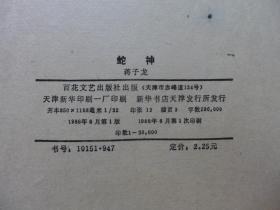 蛇神
蒋子龙
百花文艺出版社出版（天津市赤峰道124号）
天津新华印刷一厂印刷 新华书店天津发行所发行
开本850×1168毫米1/32 印张12 字数290,000
1986年8月第1版 1986年8月第1次印刷
印数1-50,000
书号：10151·947 定价：2.25元